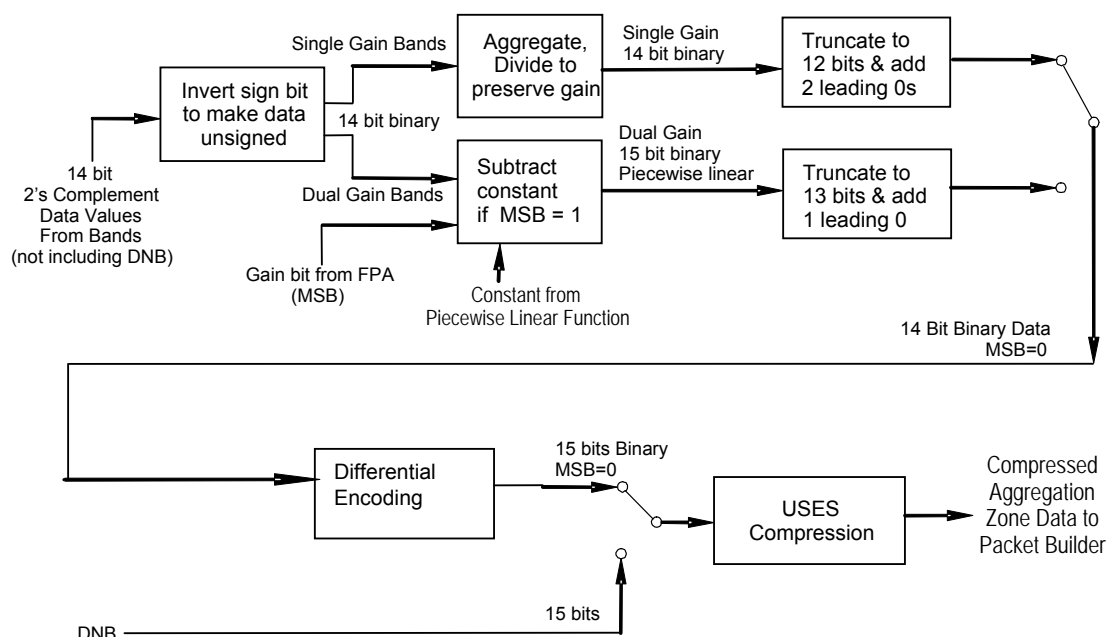 Single Gain Bands
Aggregate,
Divide to
preserve gain
Single Gain
14 bit binary
Truncate to
12 bits & add
2 leading 0s
Invert sign bit
to make data
unsigned
14 bit binary
14 bit
2's Complement
Data Values
From Bands
(not including DNB)
Dual Gain Bands
Subtract
constant
if MSB = 1
Dual Gain
15 bit binary
Piecewise linear
Truncate to
13 bits & add
1 leading 0
Gain bit from FPA
(MSB)
Constant from
Piecewise Linear Function
14 Bit Binary Data
MSB=0
Differential
Encoding
15 bits Binary
MSB=0
USES
Compression
Compressed
Aggregation
Zone Data to
Packet Builder
15 bits
DNB